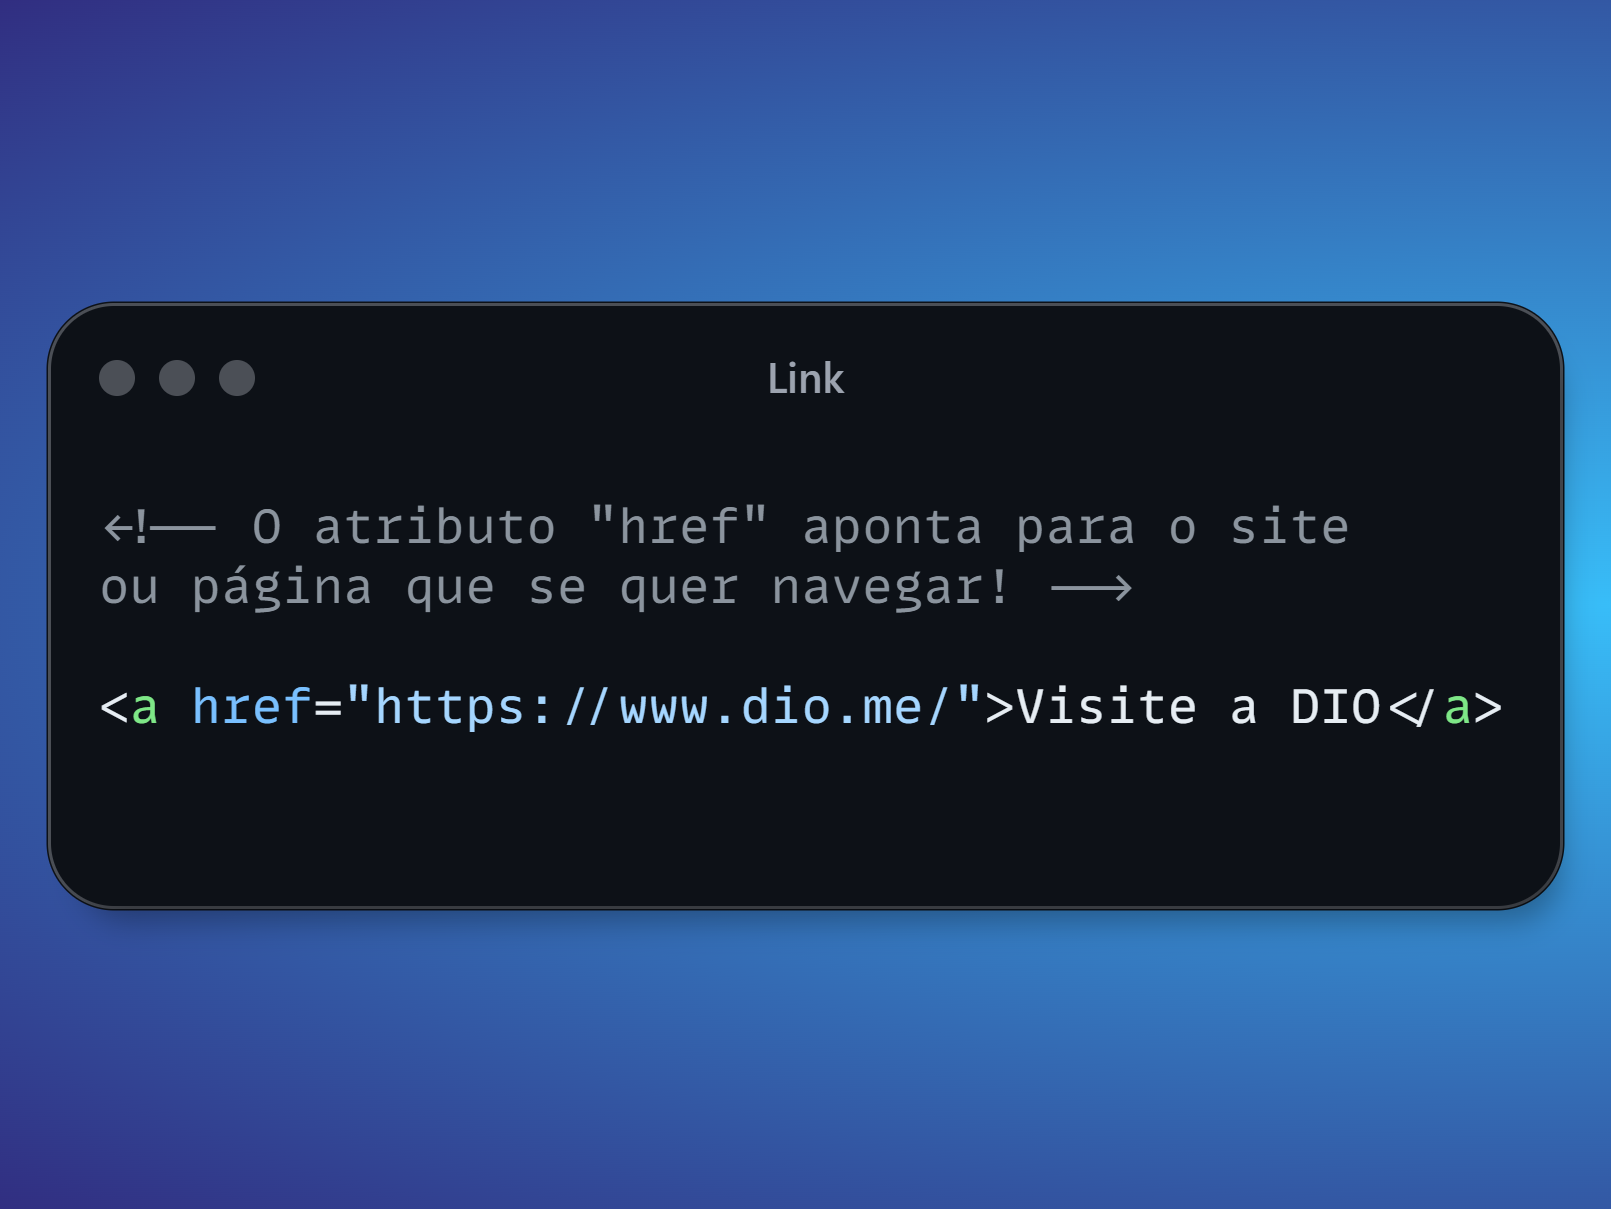 Link
<!-- O atributo "href" aponta para o site
ou página que se quer navegar! -->
<a href="https://www.dio.me/">Visite a DIO</a>